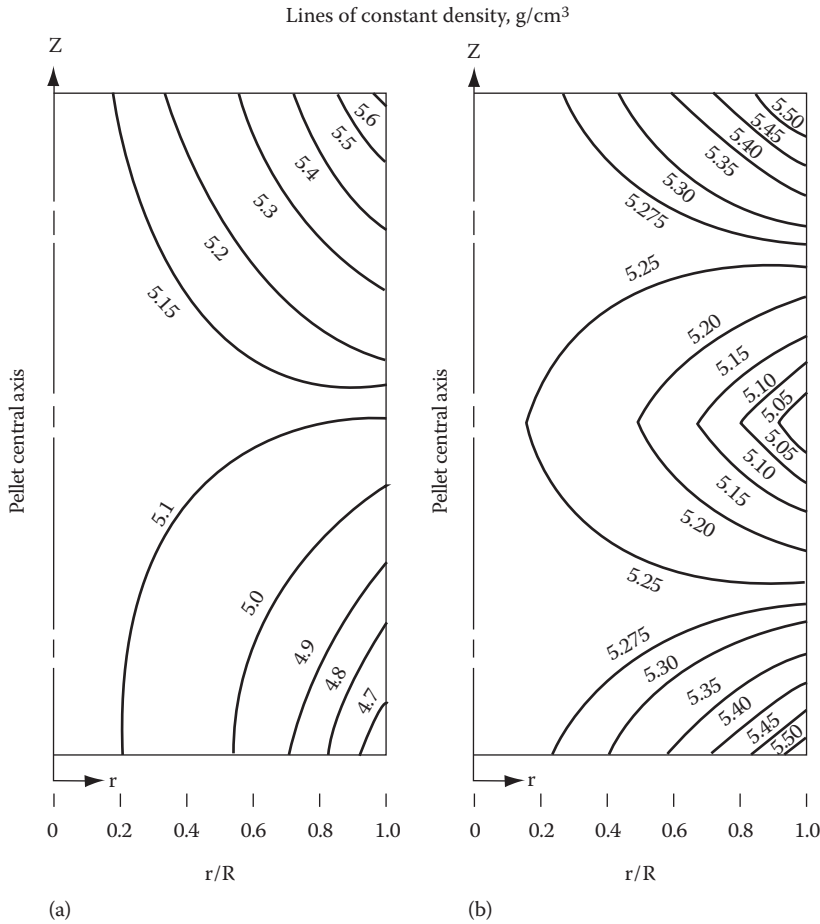 Lines of constant density, g/cm³
Z
5.6
5.5
5.4
5.3
5.2
5.15
5.1
5.0
4.9
4.8
4.7
Pellet central axis
r
0 0.2 0.4 0.6 0.8 1.0
r/R
(a)
Z
5.50
5.45
5.40
5.35
5.30
5.275
5.25
5.20
5.15
5.10
5.05
5.05
5.10
5.15
5.20
5.25
5.275
5.30
5.35
5.40
5.45
5.50
Pellet central axis
r
0 0.2 0.4 0.6 0.8 1.0
r/R
(b)